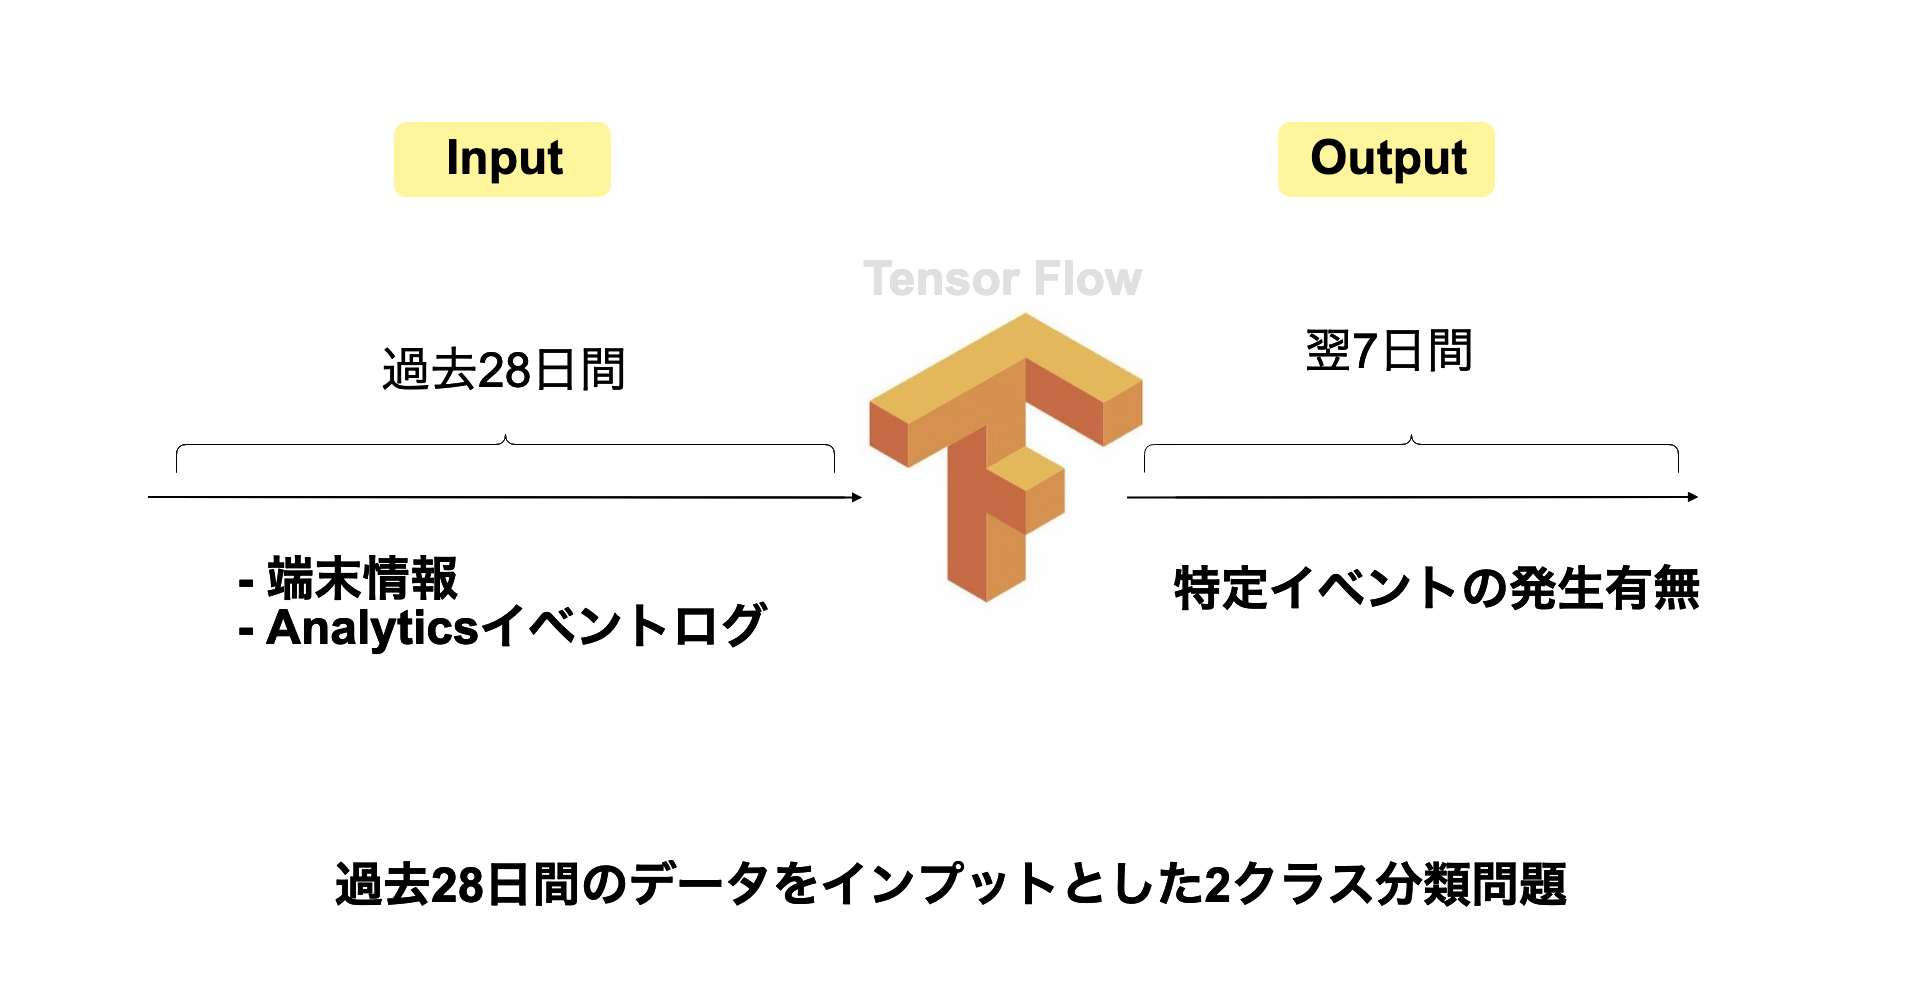 Input
Output
Tensor Flow
過去28日間
翌7日間
- 端末情報
- Analyticsイベントログ
特定イベントの発生有無
過去28日間のデータをインプットとした2クラス分類問題